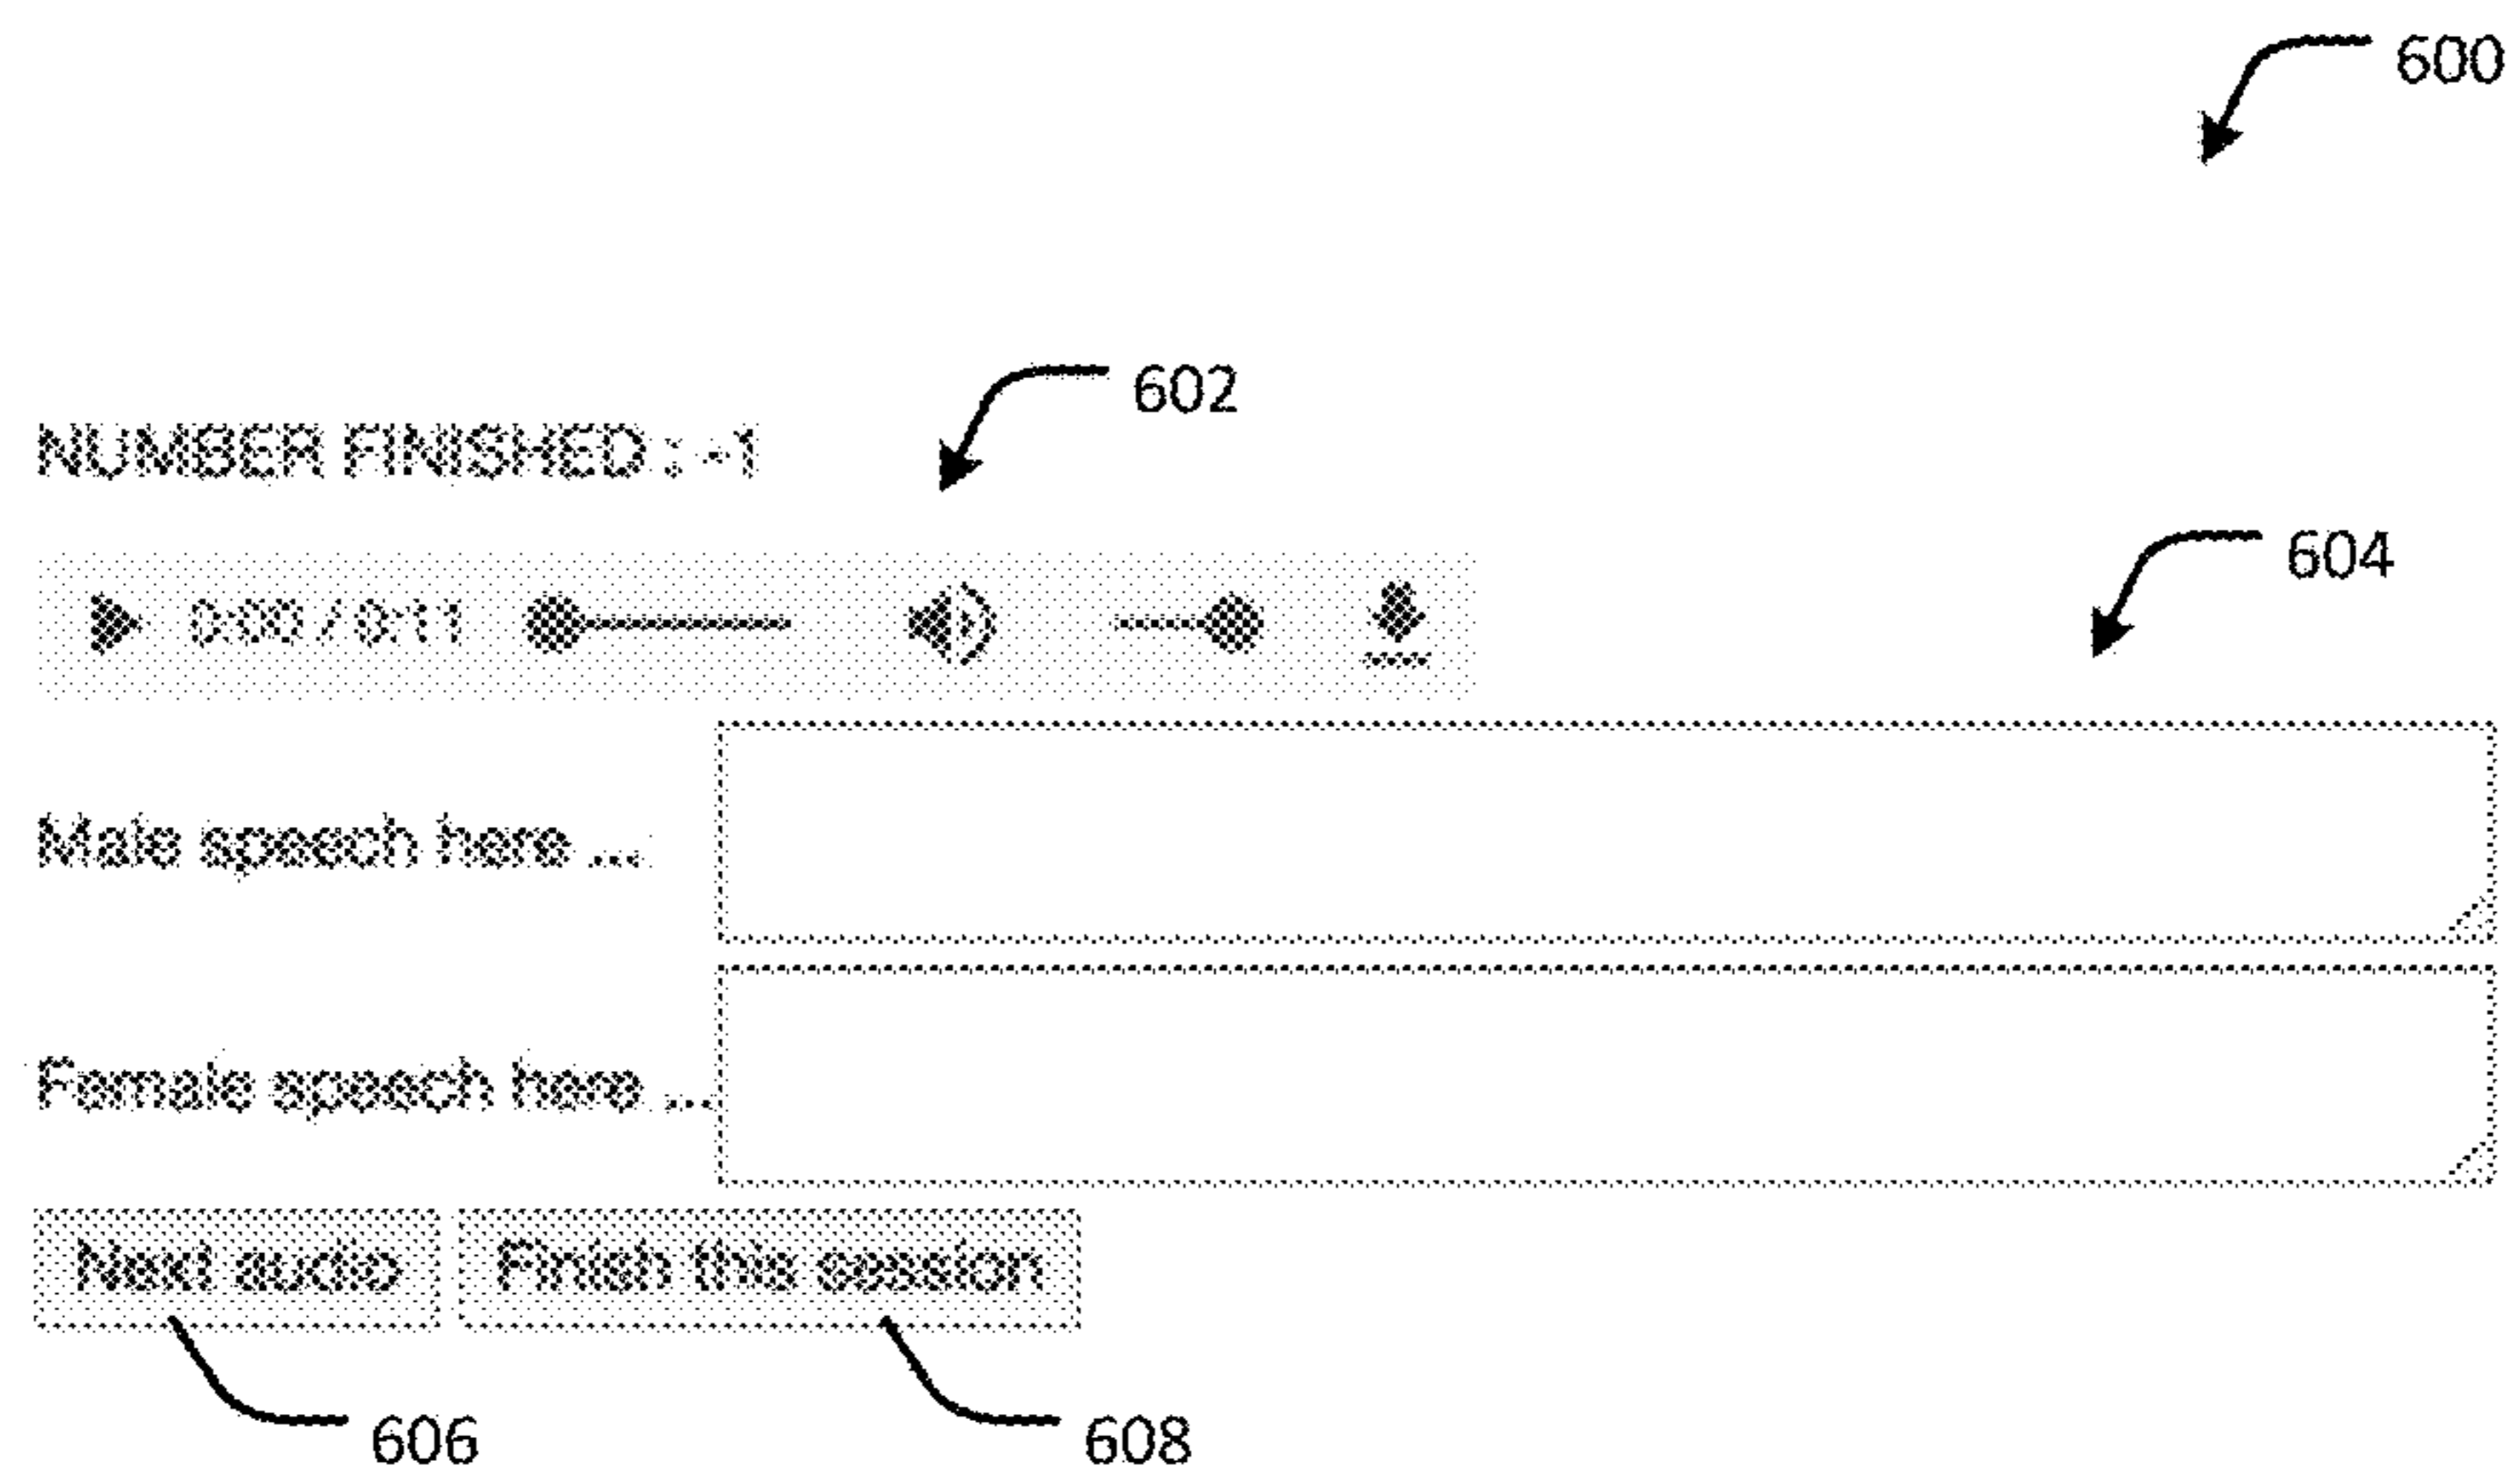 600
602
NUMBER FINISHED : -1
604
0:00 / 0:11
Male speech here ...
Female speech here ...
Next audio Finish this session
606 608